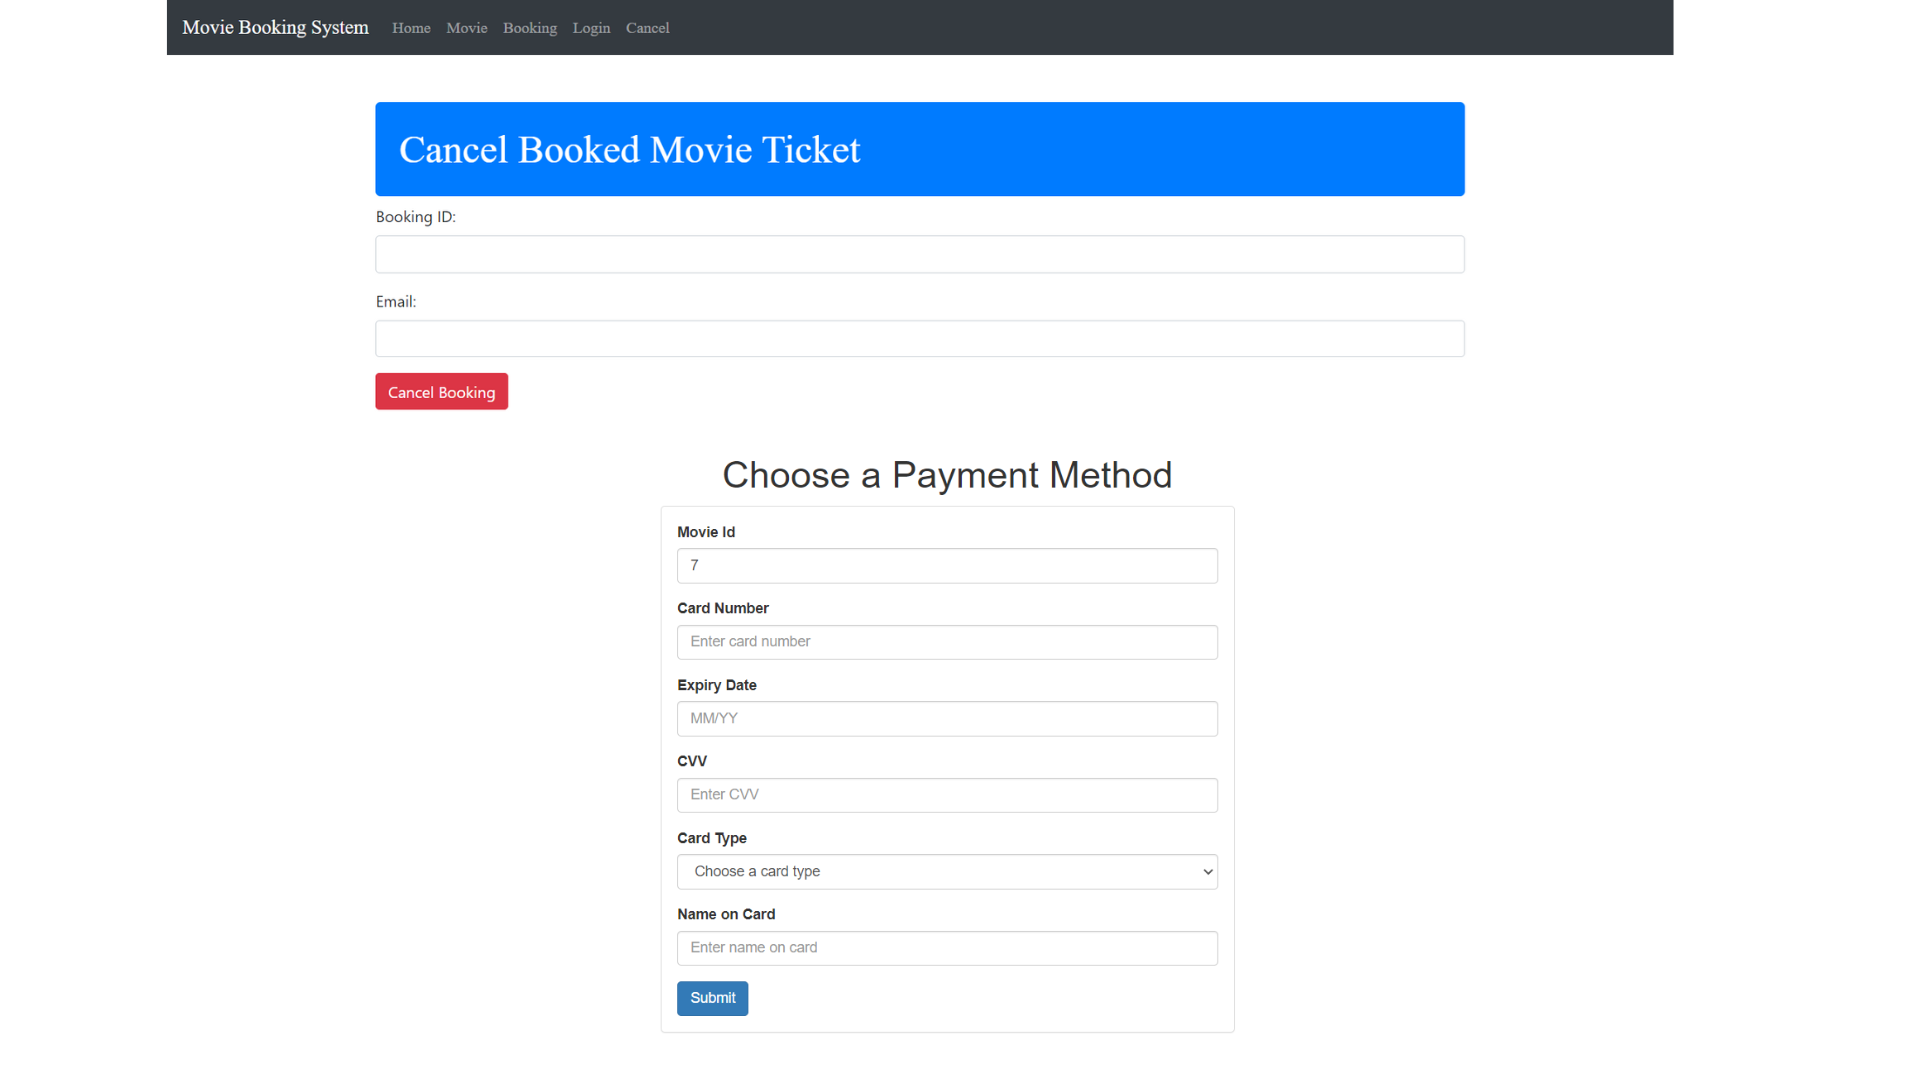 Movie Booking System Home Movie Booking Login Cancel
Cancel Booked Movie Ticket
Booking ID:
Email:
Cancel Booking
Choose a Payment Method
Movie Id
7
Card Number
Enter card number
Expiry Date
MM/YY
CVV
Enter CVV
Card Type
Choose a card type
Name on Card
Enter name on card
Submit